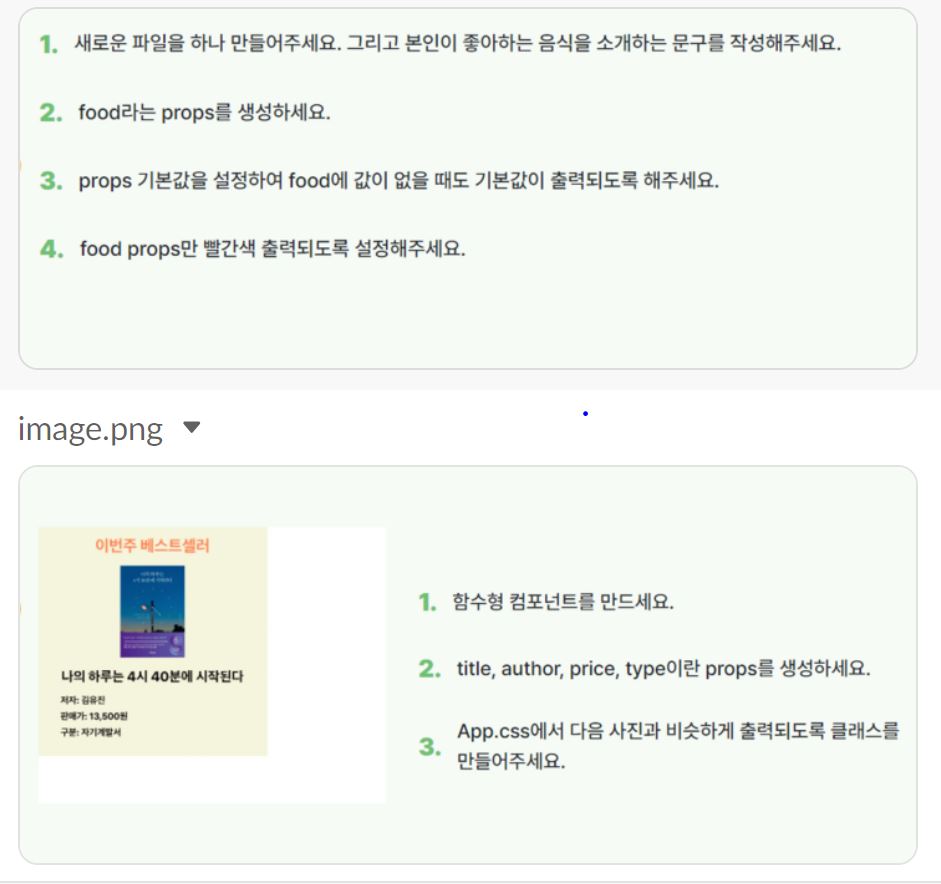 1. 새로운 파일을 하나 만들어주세요. 그리고 본인이 좋아하는 음식을 소개하는 문구를 작성해주세요.
2. food라는 props를 생성하세요.
3. props 기본값을 설정하여 food에 값이 없을 때도 기본값이 출력되도록 해주세요.
4. food props만 빨간색 출력되도록 설정해주세요.
image.png
이번주 베스트셀러
나의 하루는 4시 40분에 시작된다
저자: 김유진
판매가: 13,500원
구분: 자기계발서
1. 함수형 컴포넌트를 만드세요.
2. title, author, price, type이란 props를 생성하세요.
3. App.css에서 다음 사진과 비슷하게 출력되도록 클래스를
만들어주세요.